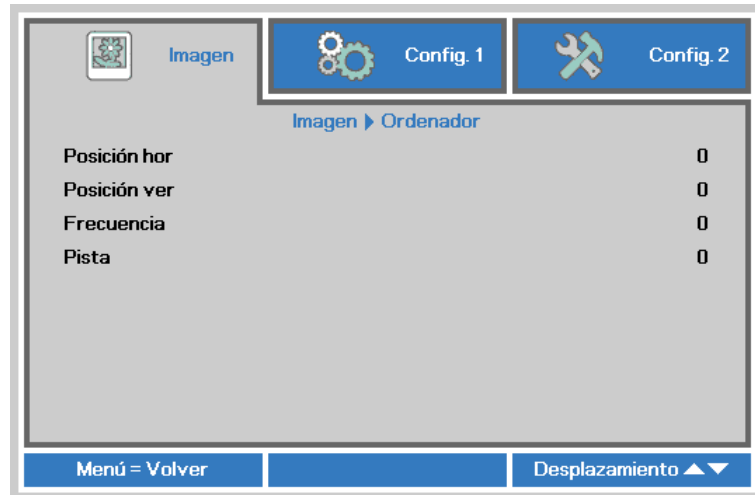 Imagen
Config. 1
Config. 2
Imagen ▶ Ordenador
Posición hor 0
Posición ver 0
Frecuencia 0
Pista 0
Menú = Volver
Desplazamiento ▲▼